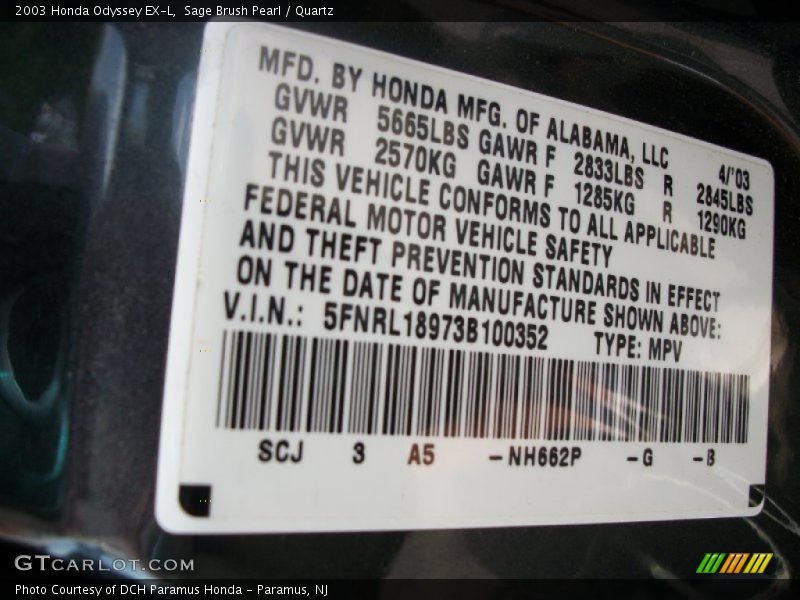 2003 Honda Odyssey EX-L, Sage Brush Pearl / Quartz
MFD. BY HONDA MFG. OF ALABAMA, LLC 4/'03
GVWR 5665LBS GAWR F 2833LBS R 2845LBS
GVWR 2570KG GAWR F 1285KG R 1290KG
THIS VEHICLE CONFORMS TO ALL APPLICABLE
FEDERAL MOTOR VEHICLE SAFETY
AND THEFT PREVENTION STANDARDS IN EFFECT
ON THE DATE OF MANUFACTURE SHOWN ABOVE:
V.I.N.: 5FNRL18973B100352 TYPE: MPV
SCJ 3 A5 -NH662P -G -B
GTCARLOT.COM
Photo Courtesy of DCH Paramus Honda - Paramus, NJ